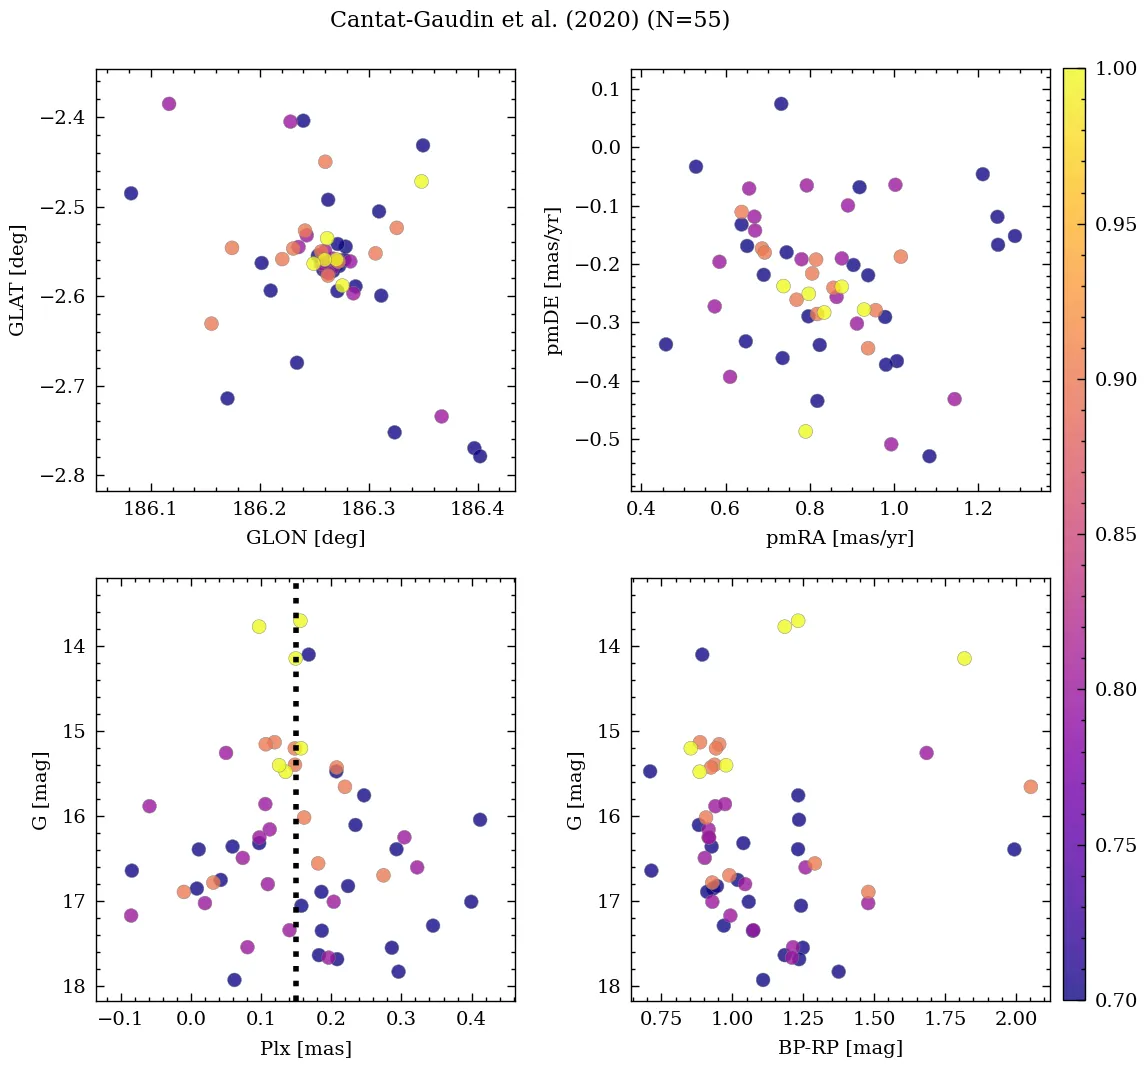 Cantat-Gaudin et al. (2020) (N=55)
−2.4
−2.5
−2.6
−2.7
−2.8
GLAT [deg]
186.1 186.2 186.3 186.4
GLON [deg]
0.1
0.0
−0.1
−0.2
−0.3
−0.4
−0.5
pmDE [mas/yr]
0.4 0.6 0.8 1.0 1.2
pmRA [mas/yr]
14
15
16
17
18
G [mag]
−0.1 0.0 0.1 0.2 0.3 0.4
Plx [mas]
14
15
16
17
18
G [mag]
0.75 1.00 1.25 1.50 1.75 2.00
BP-RP [mag]
1.00
0.95
0.90
0.85
0.80
0.75
0.70